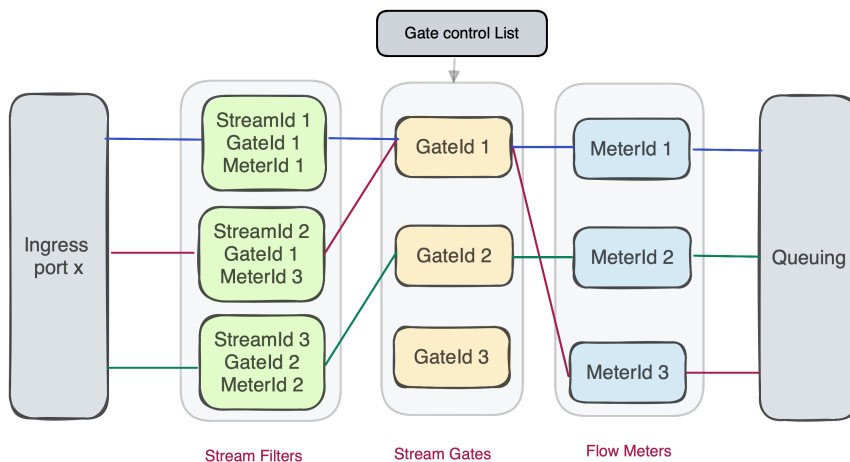 Gate control List
Ingress
port x
StreamId 1
GateId 1
MeterId 1
StreamId 2
GateId 1
MeterId 3
StreamId 3
GateId 2
MeterId 2
GateId 1
GateId 2
GateId 3
MeterId 1
MeterId 2
MeterId 3
Queuing
Stream Filters
Stream Gates
Flow Meters